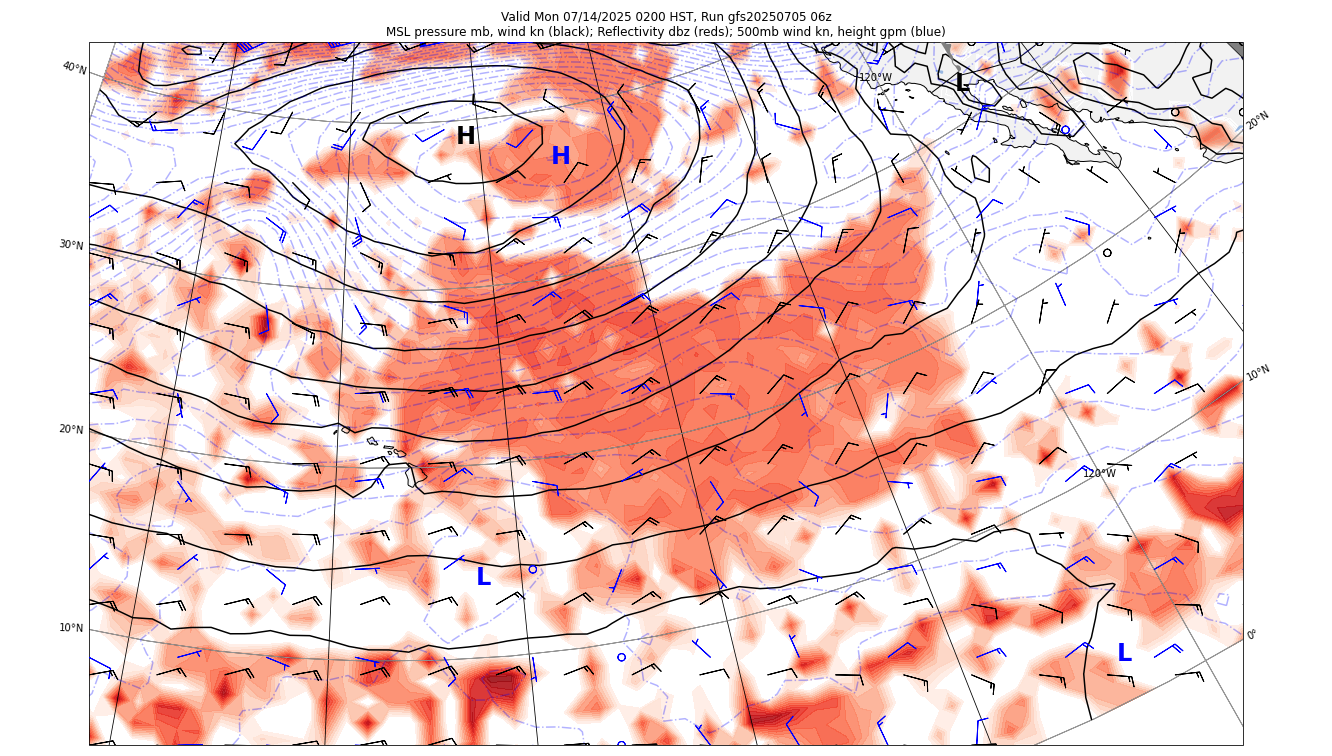 Valid Mon 07/14/2025 0200 HST, Run gfs20250705 06z
MSL pressure mb, wind kn (black); Reflectivity dbz (reds); 500mb wind kn, height gpm (blue)
40°N
120°W
L
20°N
H
H
30°N
10°N
20°N
120°W
L
10°N
0°
L